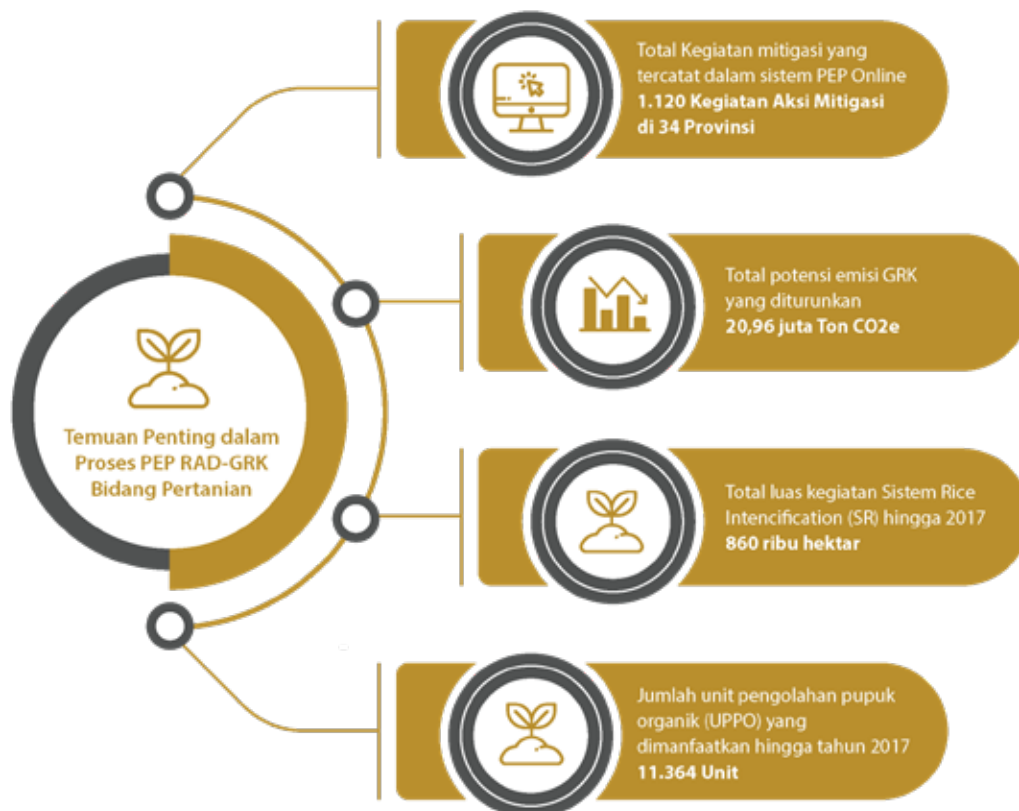 Total Kegiatan mitigasi yang
tercatat dalam sistem PEP Online
1.120 Kegiatan Aksi Mitigasi
di 34 Provinsi
Total potensi emisi GRK
yang diturunkan
20,96 juta Ton CO2e
Temuan Penting dalam
Proses PEP RAD-GRK
Bidang Pertanian
Total luas kegiatan Sistem Rice
Intencification (SR) hingga 2017
860 ribu hektar
Jumlah unit pengolahan pupuk
organik (UPPO) yang
dimanfaatkan hingga tahun 2017
11.364 Unit